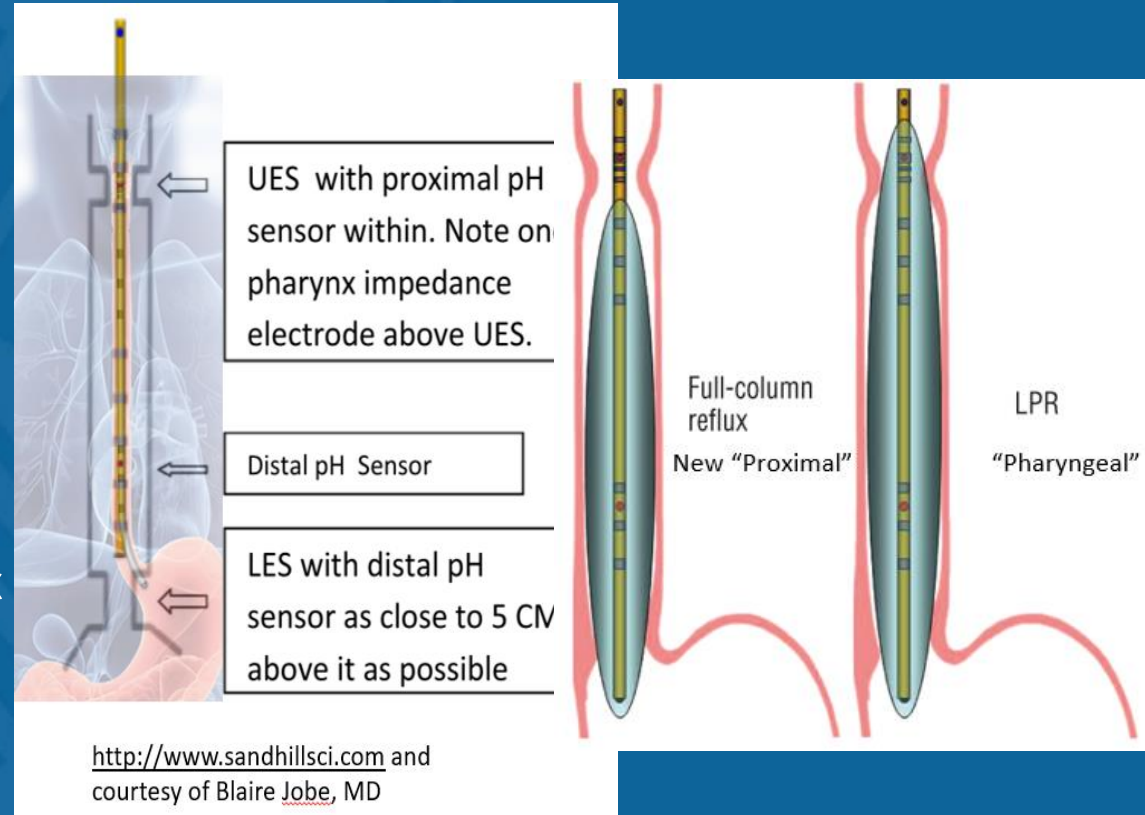 UES with proximal pH
sensor within. Note on
pharynx impedance
electrode above UES.
Distal pH Sensor
LES with distal pH
sensor as close to 5 CM
above it as possible
http://www.sandhillsci.com and
courtesy of Blaire Jobe, MD
Full-column
reflux
New “Proximal”
LPR
“Pharyngeal”